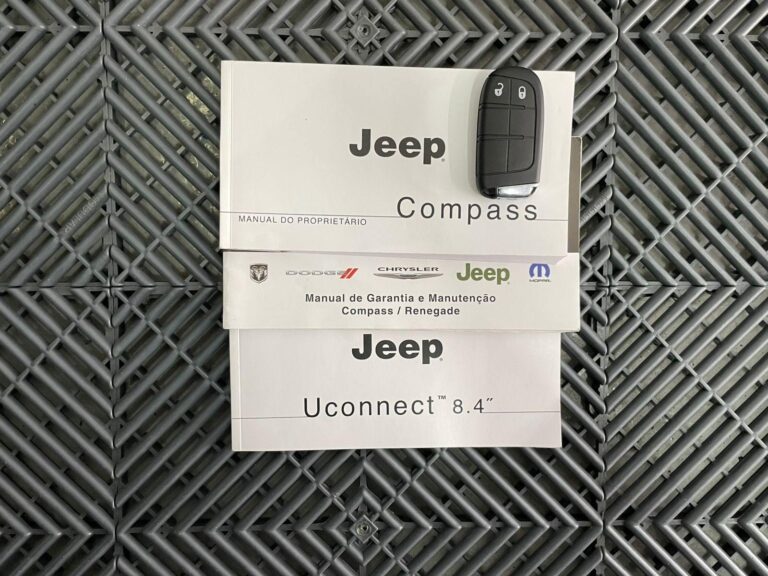 Jeep
Compass
MANUAL DO PROPRIETÁRIO
DODGE CHRYSLER Jeep MOPAR
Manual de Garantia e Manutenção
Compass / Renegade
Jeep
Uconnect™ 8.4″